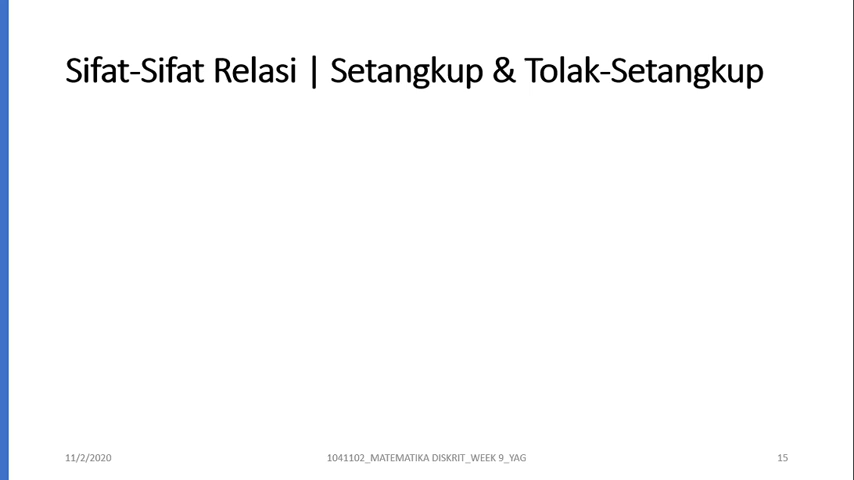 Sifat-Sifat Relasi | Setangkup & Tolak-Setangkup
11/2/2020
1041102_MATEMATIKA DISKRIT_WEEK 9_YAG
15